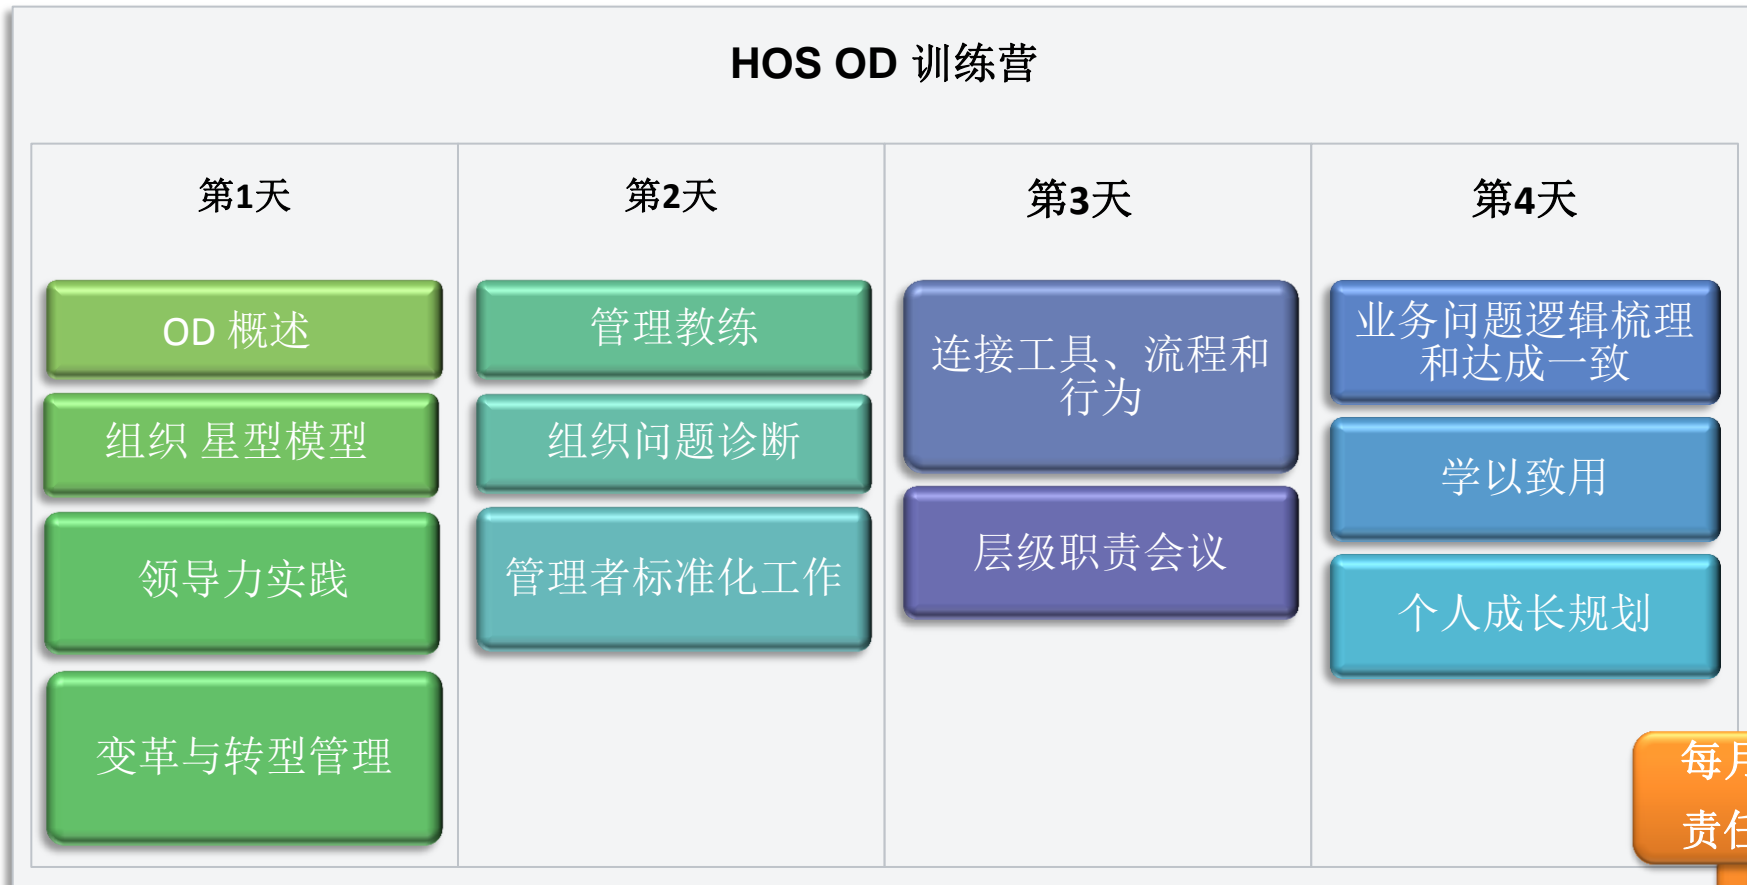 HOS OD 训练营
第1天
OD 概述
组织 星型模型
领导力实践
变革与转型管理
第2天
管理教练
组织问题诊断
管理者标准化工作
第3天
连接工具、流程和
行为
层级职责会议
第4天
业务问题逻辑梳理
和达成一致
学以致用
个人成长规划
每月
责任